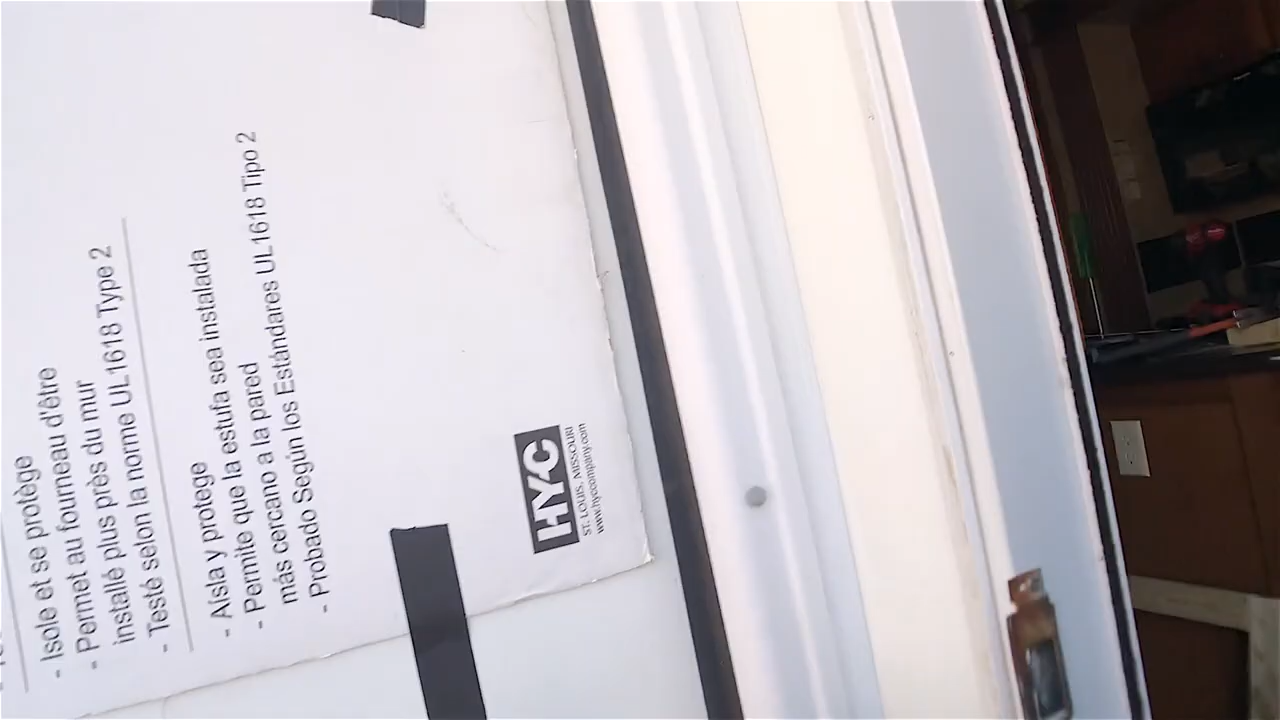 - Isole et se protège
- Permet au fourneau d'être
installé plus près du mur
- Testé selon la norme UL1618 Type 2
- Aisla y protege
- Permite que la estufa sea instalada
más cercano a la pared
- Probado Según los Estándares UL1618 Tipo 2
HY-C
ST. LOUIS, MISSOURI
www.hyccompany.com